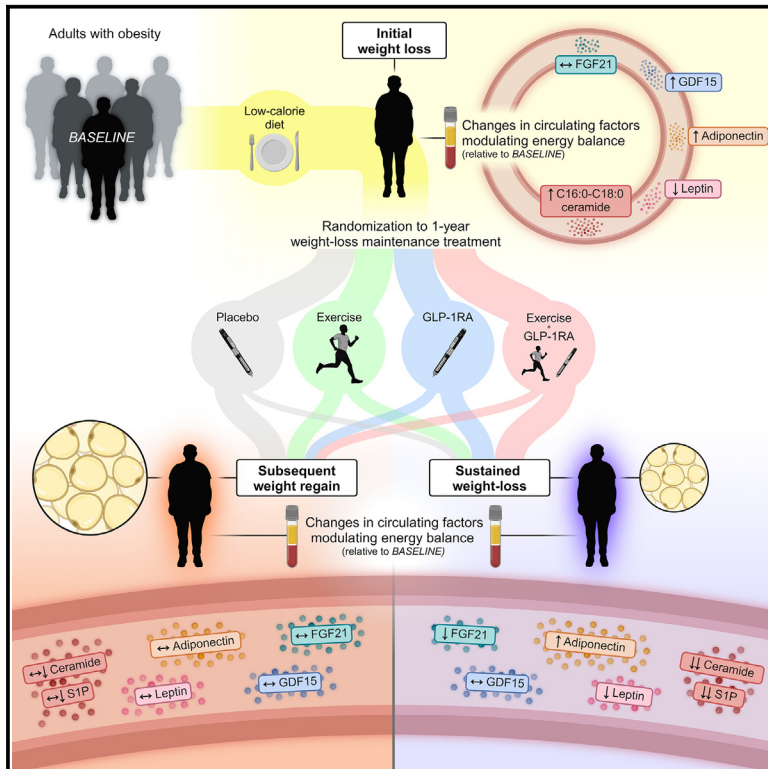 Adults with obesity
BASELINE
Low-calorie
diet
Initial
weight loss
Changes in circulating factors
modulating energy balance
(relative to BASELINE)
↔ FGF21
↑ GDF15
↑ Adiponectin
↓ Leptin
↑ C16:0-C18:0
ceramide
Randomization to 1-year
weight-loss maintenance treatment
Placebo
Exercise
GLP-1RA
Exercise
+
GLP-1RA
Subsequent
weight regain
Sustained
weight-loss
Changes in circulating factors
modulating energy balance
(relative to BASELINE)
↔↓ Ceramide
↔↓ S1P
↔ Adiponectin
↔ Leptin
↔ FGF21
↔ GDF15
↓ FGF21
↔ GDF15
↑ Adiponectin
↓ Leptin
↓↓ Ceramide
↓↓ S1P